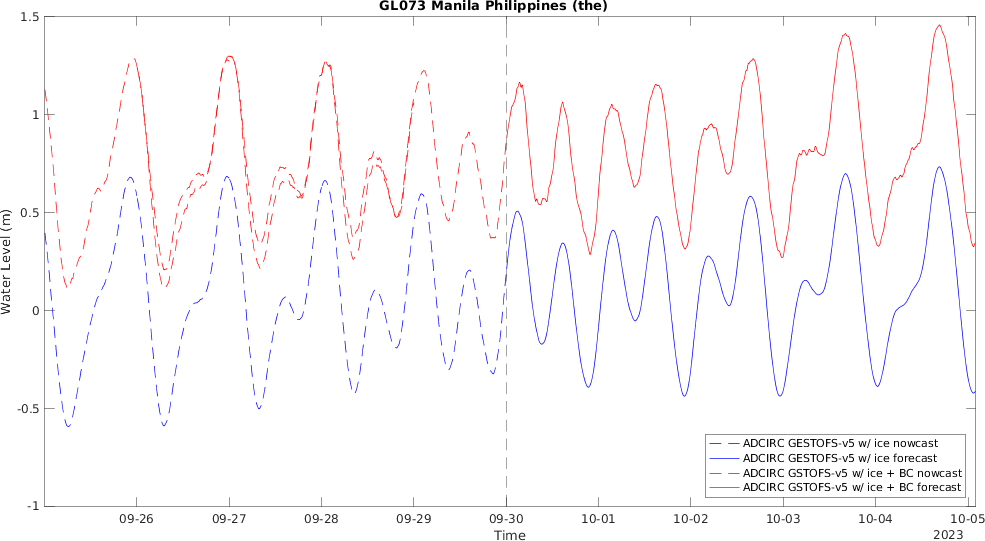 GL073 Manila Philippines (the)
Water Level (m)
1.5
1
0.5
0
-0.5
-1
09-26 09-27 09-28 09-29 09-30 10-01 10-02 10-03 10-04 10-05
2023
Time
ADCIRC GESTOFS-v5 w/ ice nowcast
ADCIRC GESTOFS-v5 w/ ice forecast
ADCIRC GSTOFS-v5 w/ ice + BC nowcast
ADCIRC GSTOFS-v5 w/ ice + BC forecast